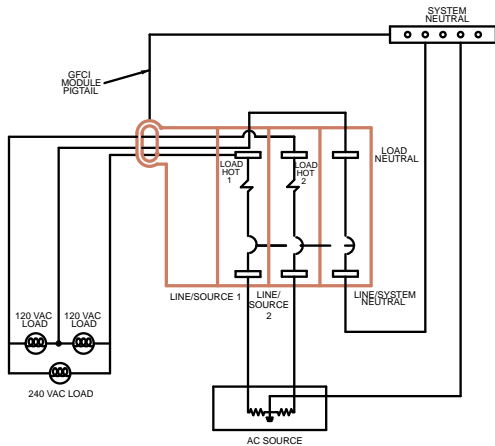 SYSTEM
NEUTRAL
GFCI
MODULE
PIGTAIL
LOAD
HOT
1
LOAD
HOT
2
LOAD
NEUTRAL
LINE/SOURCE 1
LINE/
SOURCE
2
LINE/SYSTEM
NEUTRAL
120 VAC
LOAD
120 VAC
LOAD
240 VAC LOAD
AC SOURCE